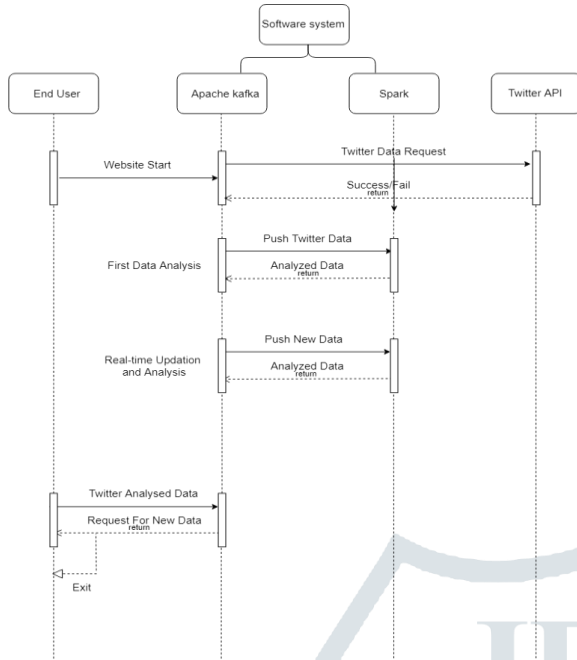 Software system
End User
Apache kafka
Spark
Twitter API
Website Start
Twitter Data Request
Success/Fail
return
Push Twitter Data
First Data Analysis
Analyzed Data
return
Push New Data
Real-time Updation
and Analysis
Analyzed Data
return
Twitter Analysed Data
Request For New Data
return
Exit